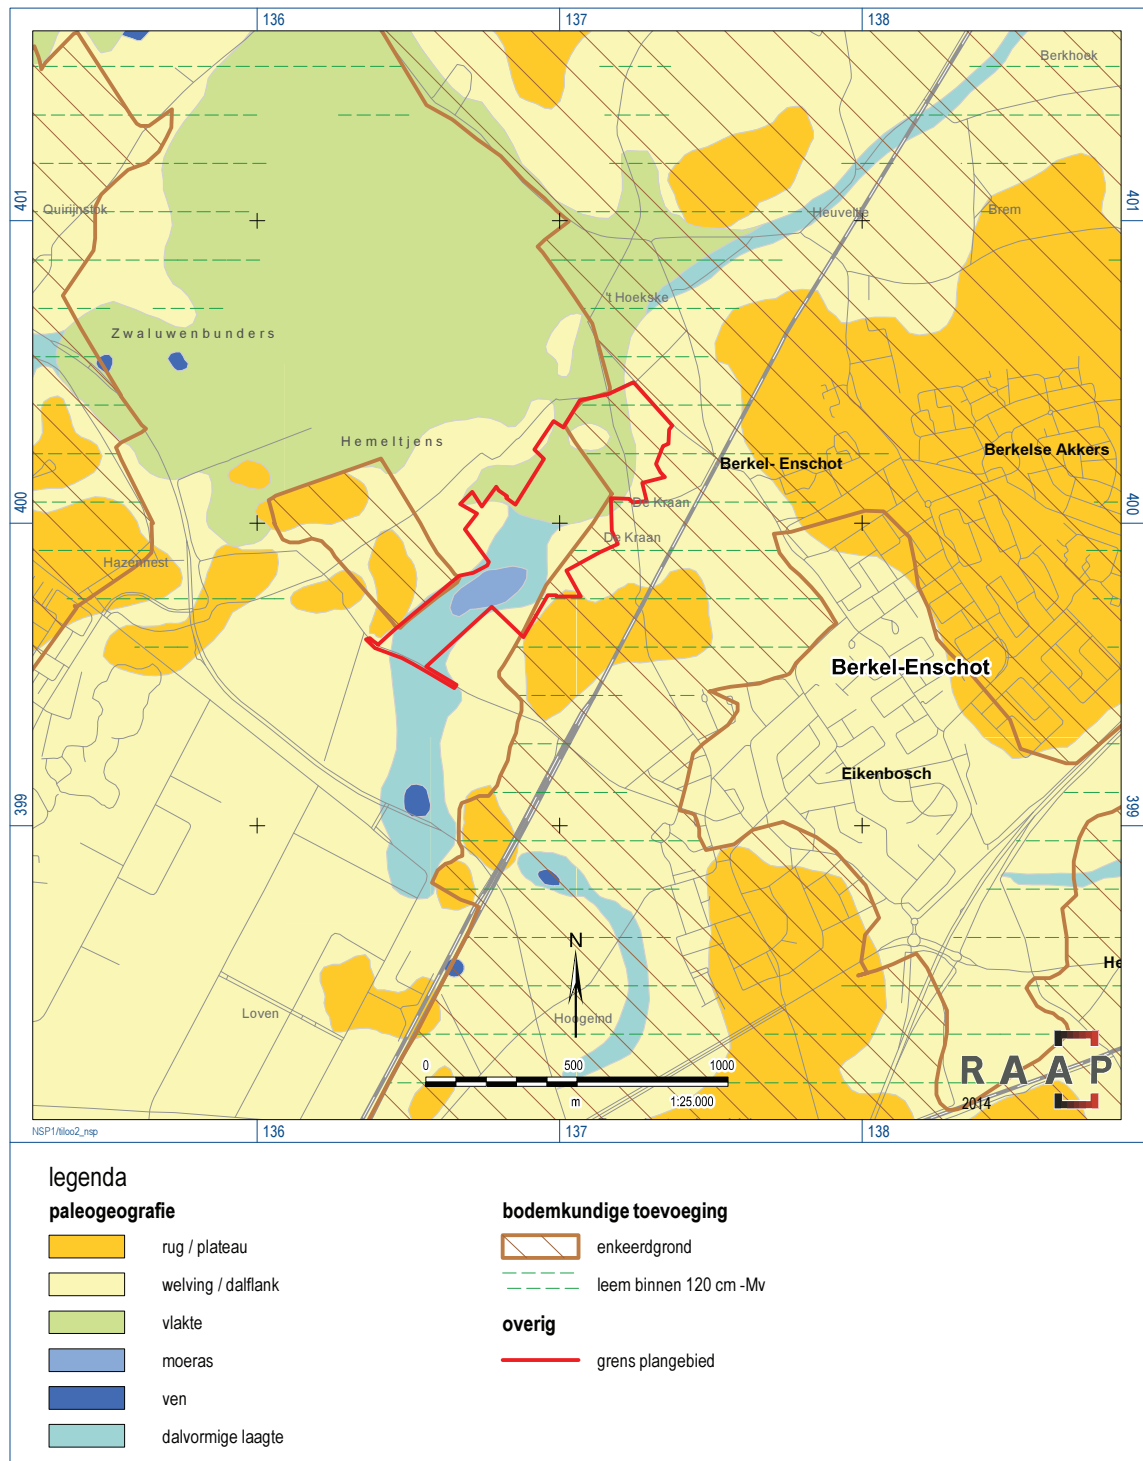 136 137 138
Berkhoek
401 401
Quirijnstok Heuveltje Brem
't Hoekske
Zwaluwenbunders
Hemeltjens
Berkelse Akkers
Berkel- Enschot
400 De Kraan 400
De Kraan
Hazennest
Berkel-Enschot
Eikenbosch
399 399
N
He
Loven Hoogeind
0 500 1000
m 1:25.000
RAAP
2014
NSP1/tiloo2_nsp
136 137 138
legenda
paleogeografie
rug / plateau
welving / dalflank
vlakte
moeras
ven
dalvormige laagte
bodemkundige toevoeging
enkeerdgrond
leem binnen 120 cm -Mv
overig
grens plangebied